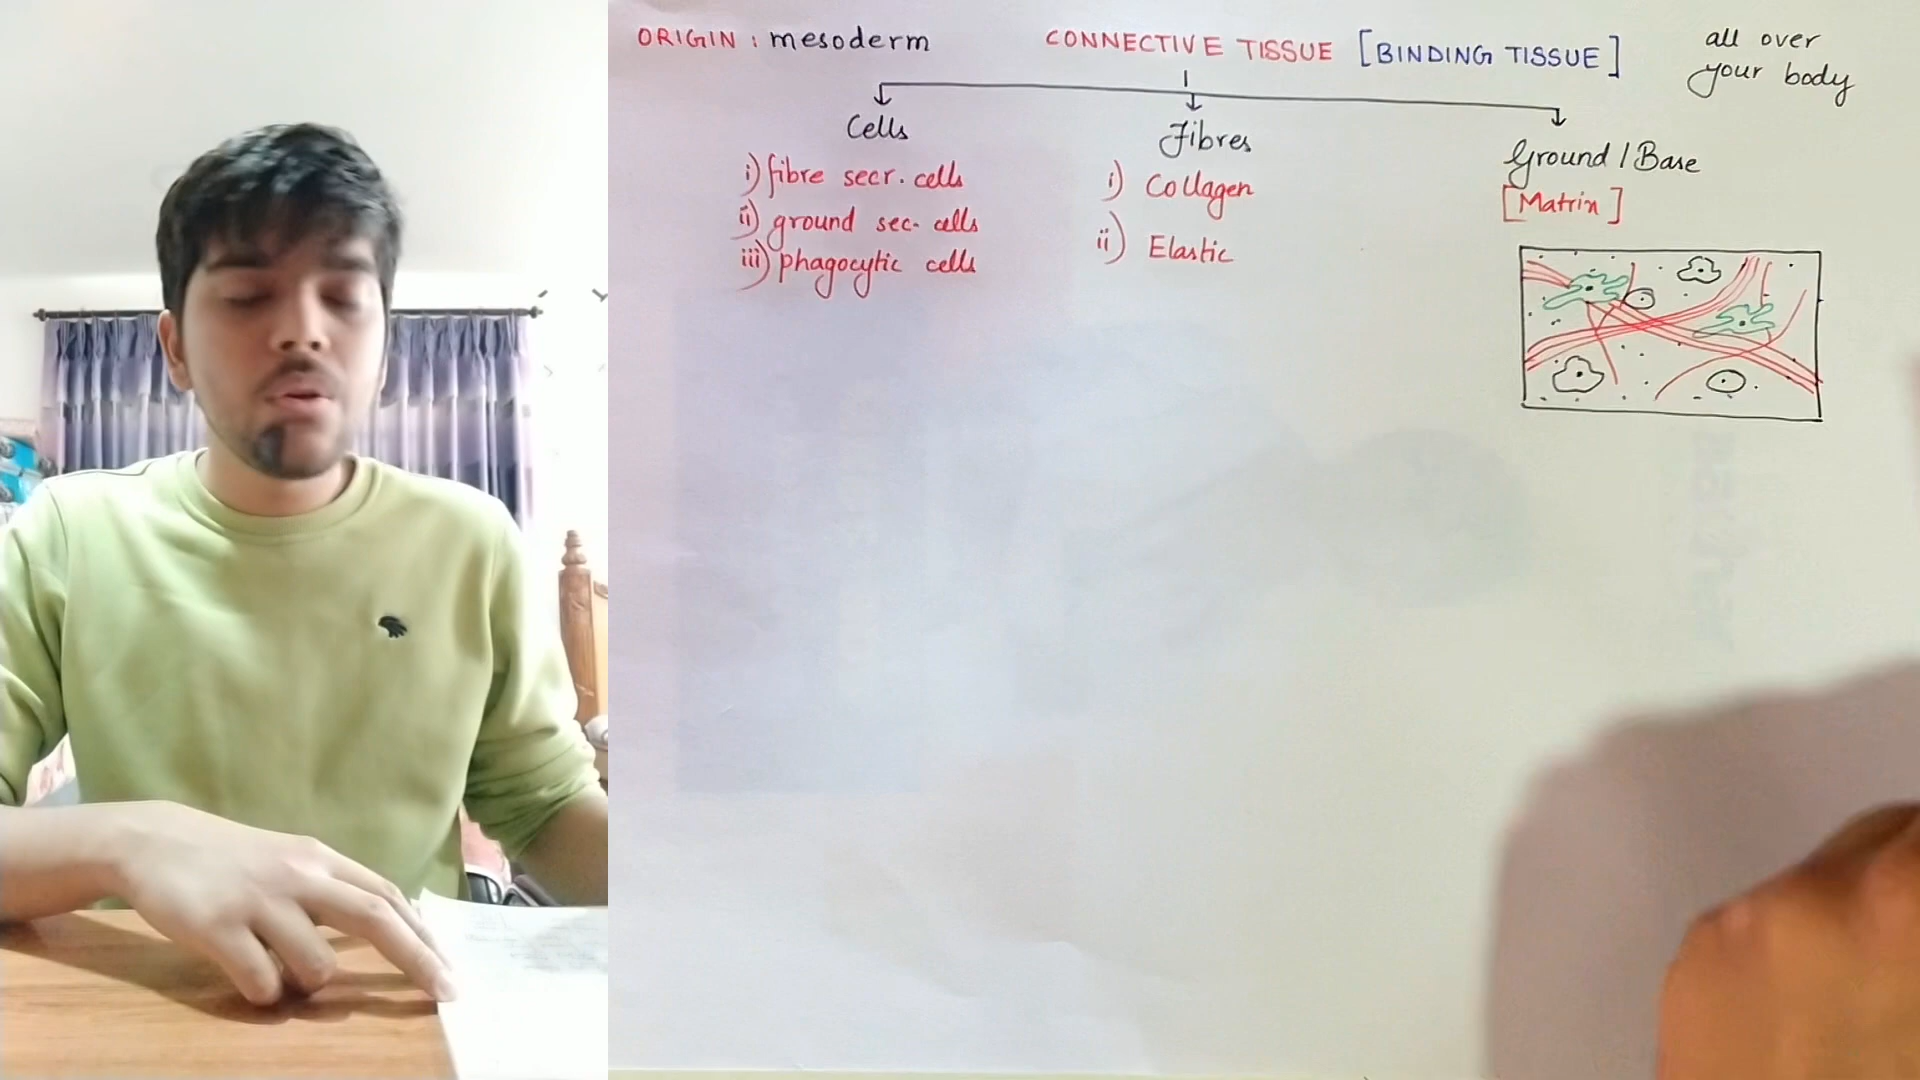 ORIGIN : mesoderm
CONNECTIVE TISSUE [BINDING TISSUE]
all over
your body
Cells
i) fibre secr. cells
ii) ground sec. cells
iii) phagocytic cells
Fibres
i) Collagen
ii) Elastic
Ground / Base
[Matrix]